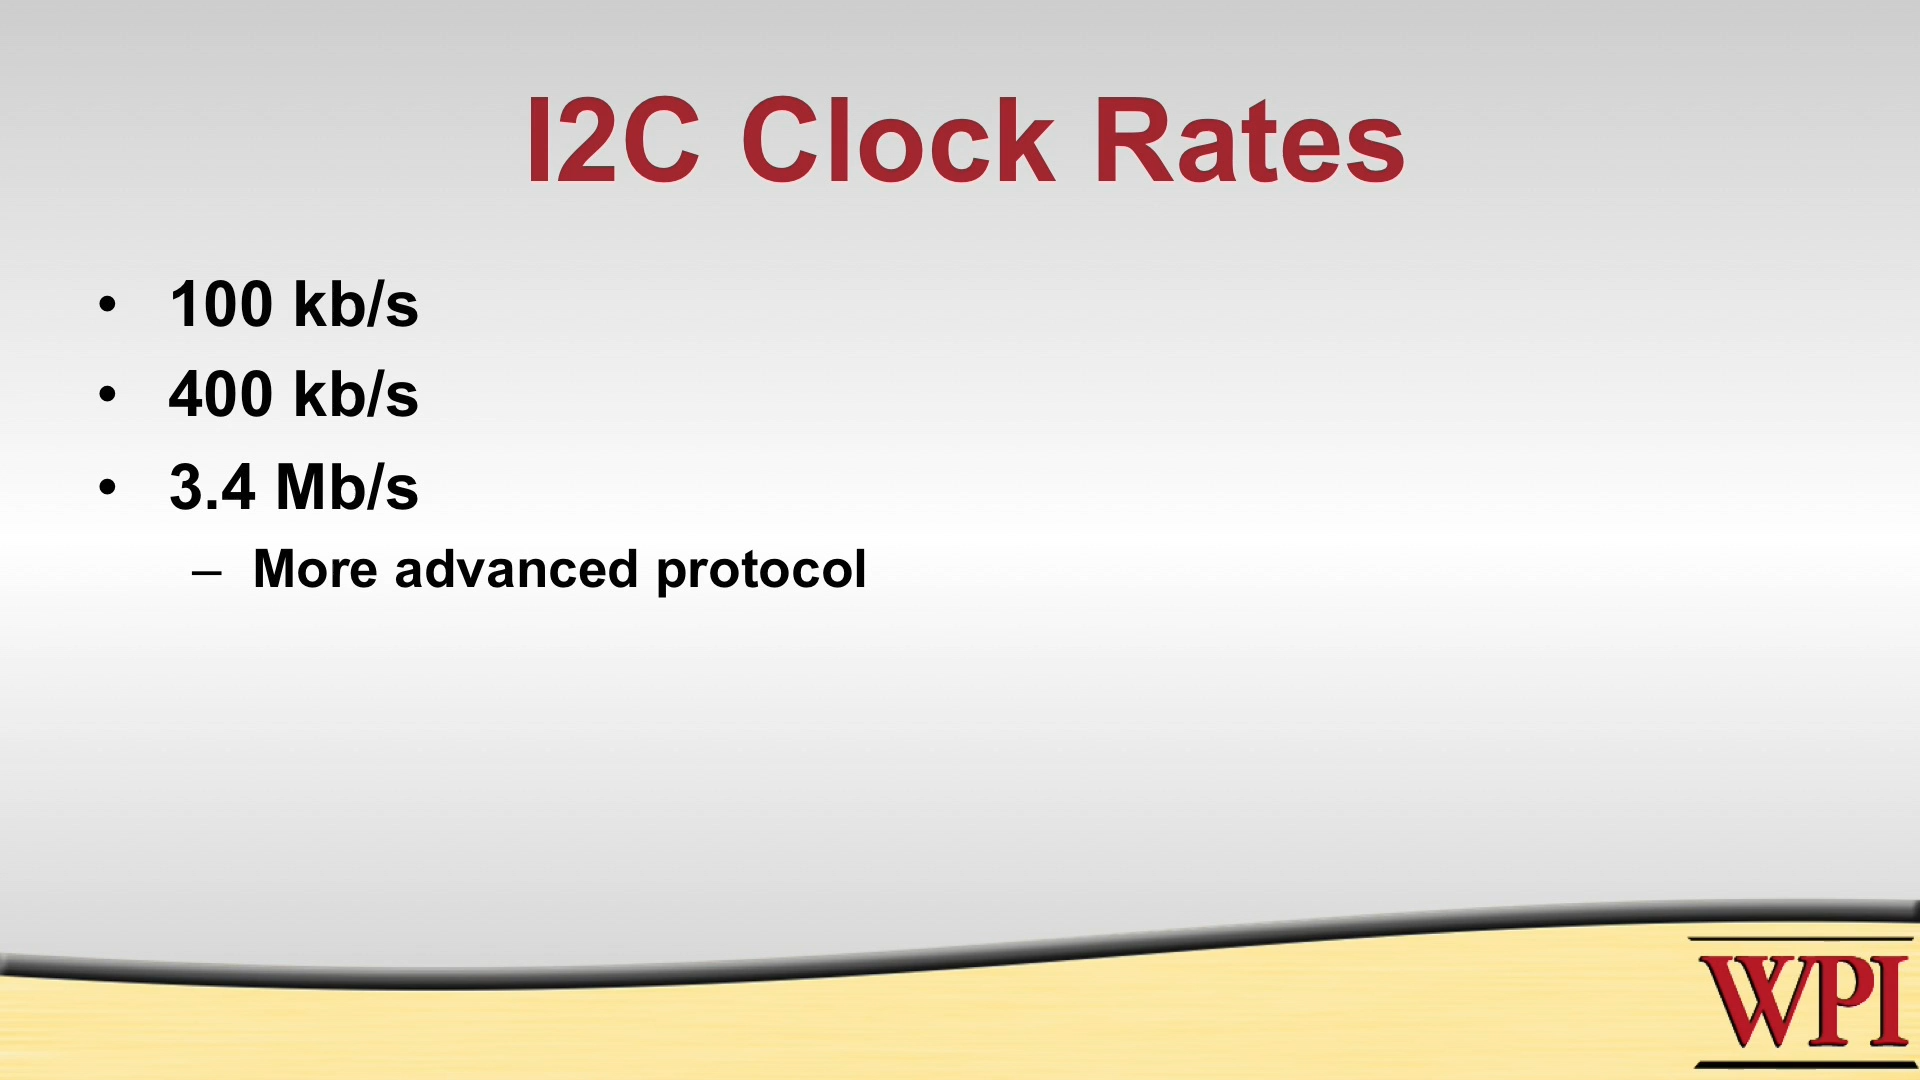 I2C Clock Rates
• 100 kb/s
• 400 kb/s
• 3.4 Mb/s
– More advanced protocol
WPI